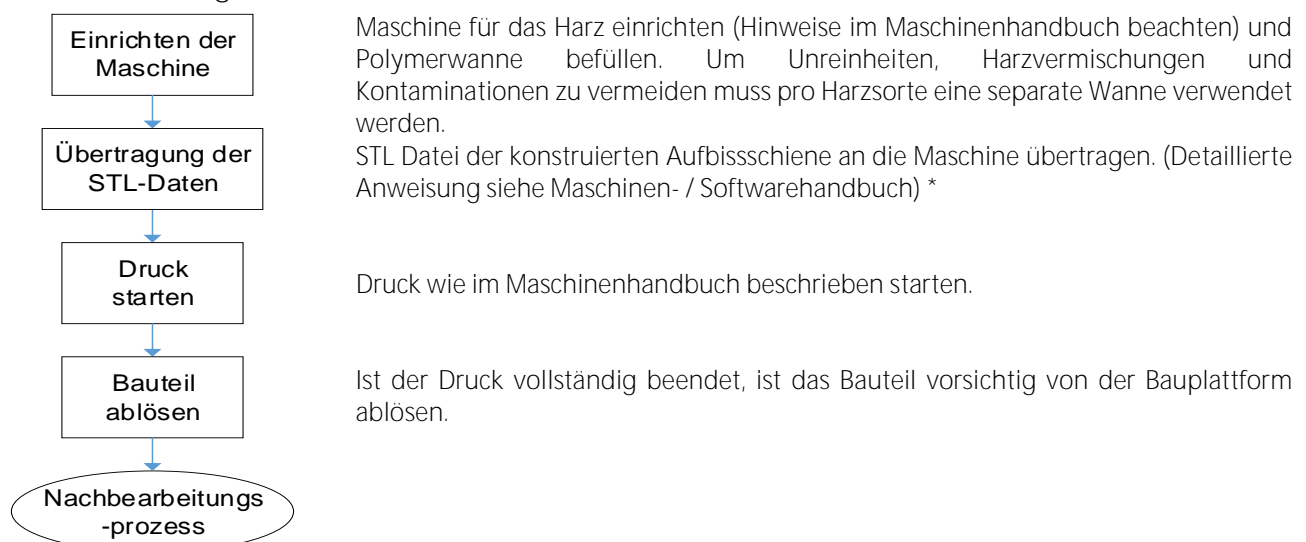 Einrichten der
Maschine
Maschine für das Harz einrichten (Hinweise im Maschinenhandbuch beachten) und
Polymerwanne befüllen. Um Unreinheiten, Harzvermischungen und
Kontaminationen zu vermeiden muss pro Harzsorte eine separate Wanne verwendet
werden.
Übertragung der
STL-Daten
STL Datei der konstruierten Aufbissschiene an die Maschine übertragen. (Detaillierte
Anweisung siehe Maschinen- / Softwarehandbuch) *
Druck
starten
Druck wie im Maschinenhandbuch beschrieben starten.
Bauteil
ablösen
Ist der Druck vollständig beendet, ist das Bauteil vorsichtig von der Bauplattform
ablösen.
Nachbearbeitungs
-prozess